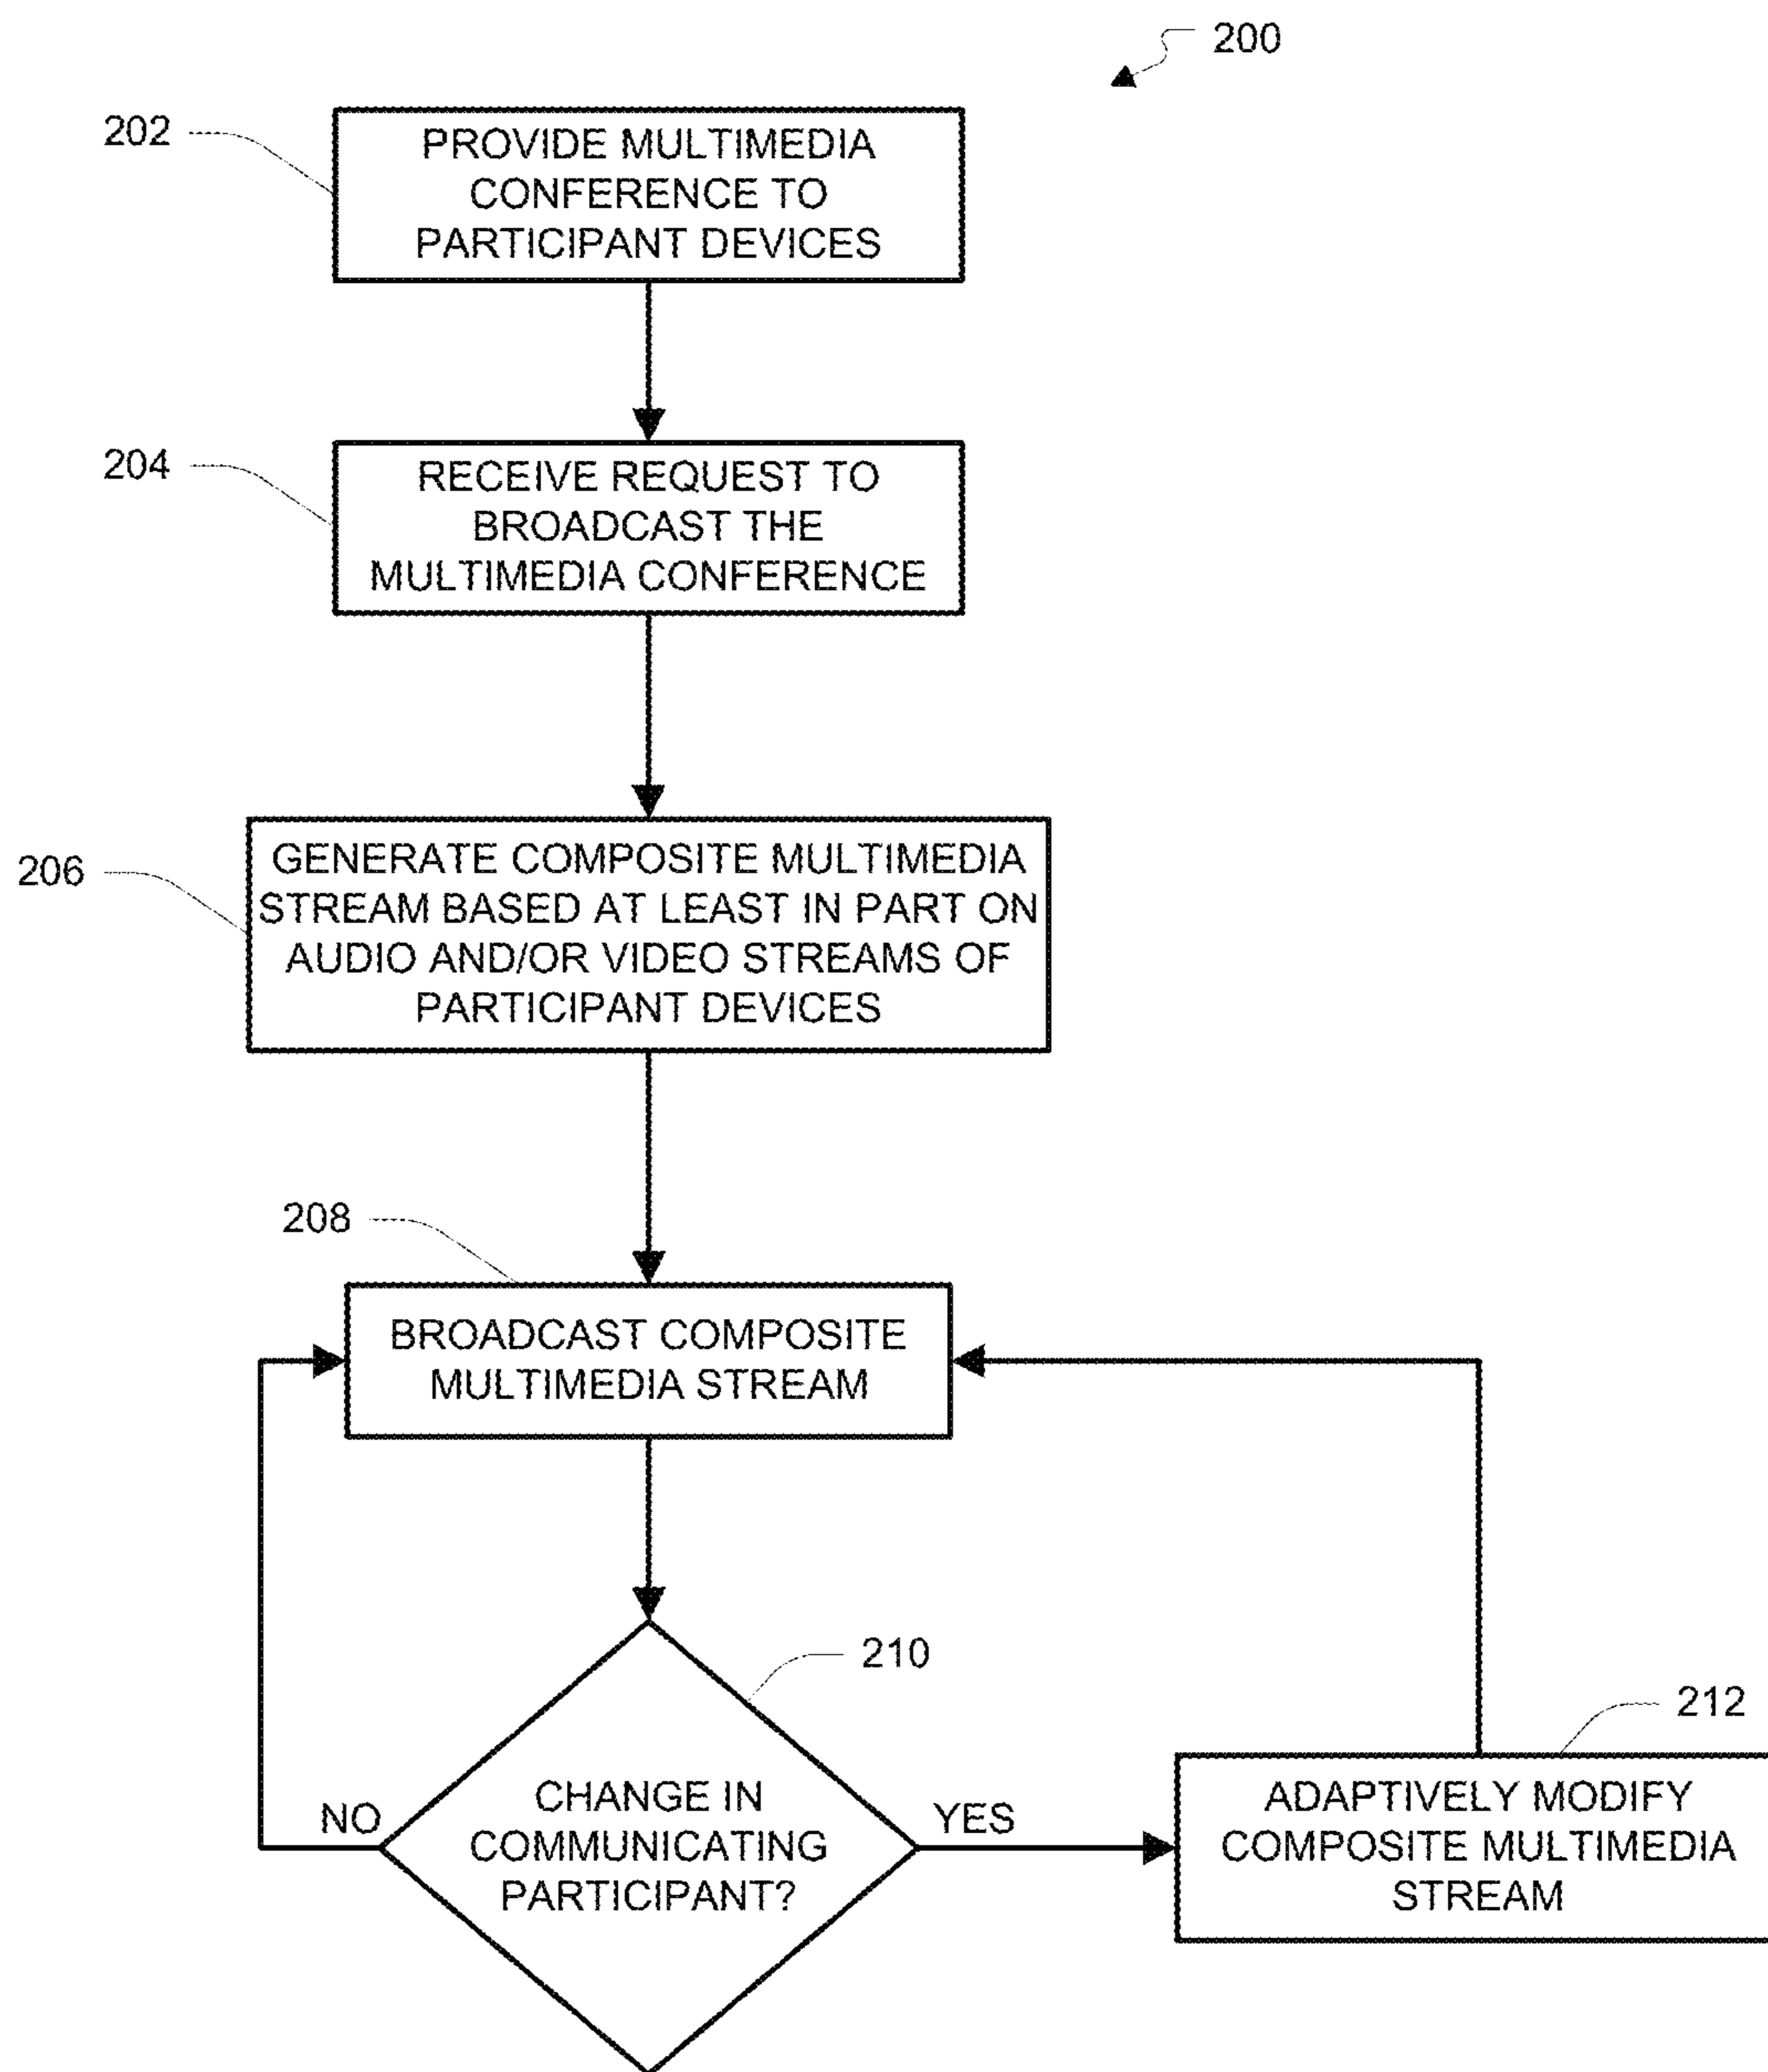 200
202
PROVIDE MULTIMEDIA
CONFERENCE TO
PARTICIPANT DEVICES
204
RECEIVE REQUEST TO
BROADCAST THE
MULTIMEDIA CONFERENCE
206
GENERATE COMPOSITE MULTIMEDIA
STREAM BASED AT LEAST IN PART ON
AUDIO AND/OR VIDEO STREAMS OF
PARTICIPANT DEVICES
208
BROADCAST COMPOSITE
MULTIMEDIA STREAM
210
CHANGE IN
COMMUNICATING
PARTICIPANT?
NO
YES
212
ADAPTIVELY MODIFY
COMPOSITE MULTIMEDIA
STREAM